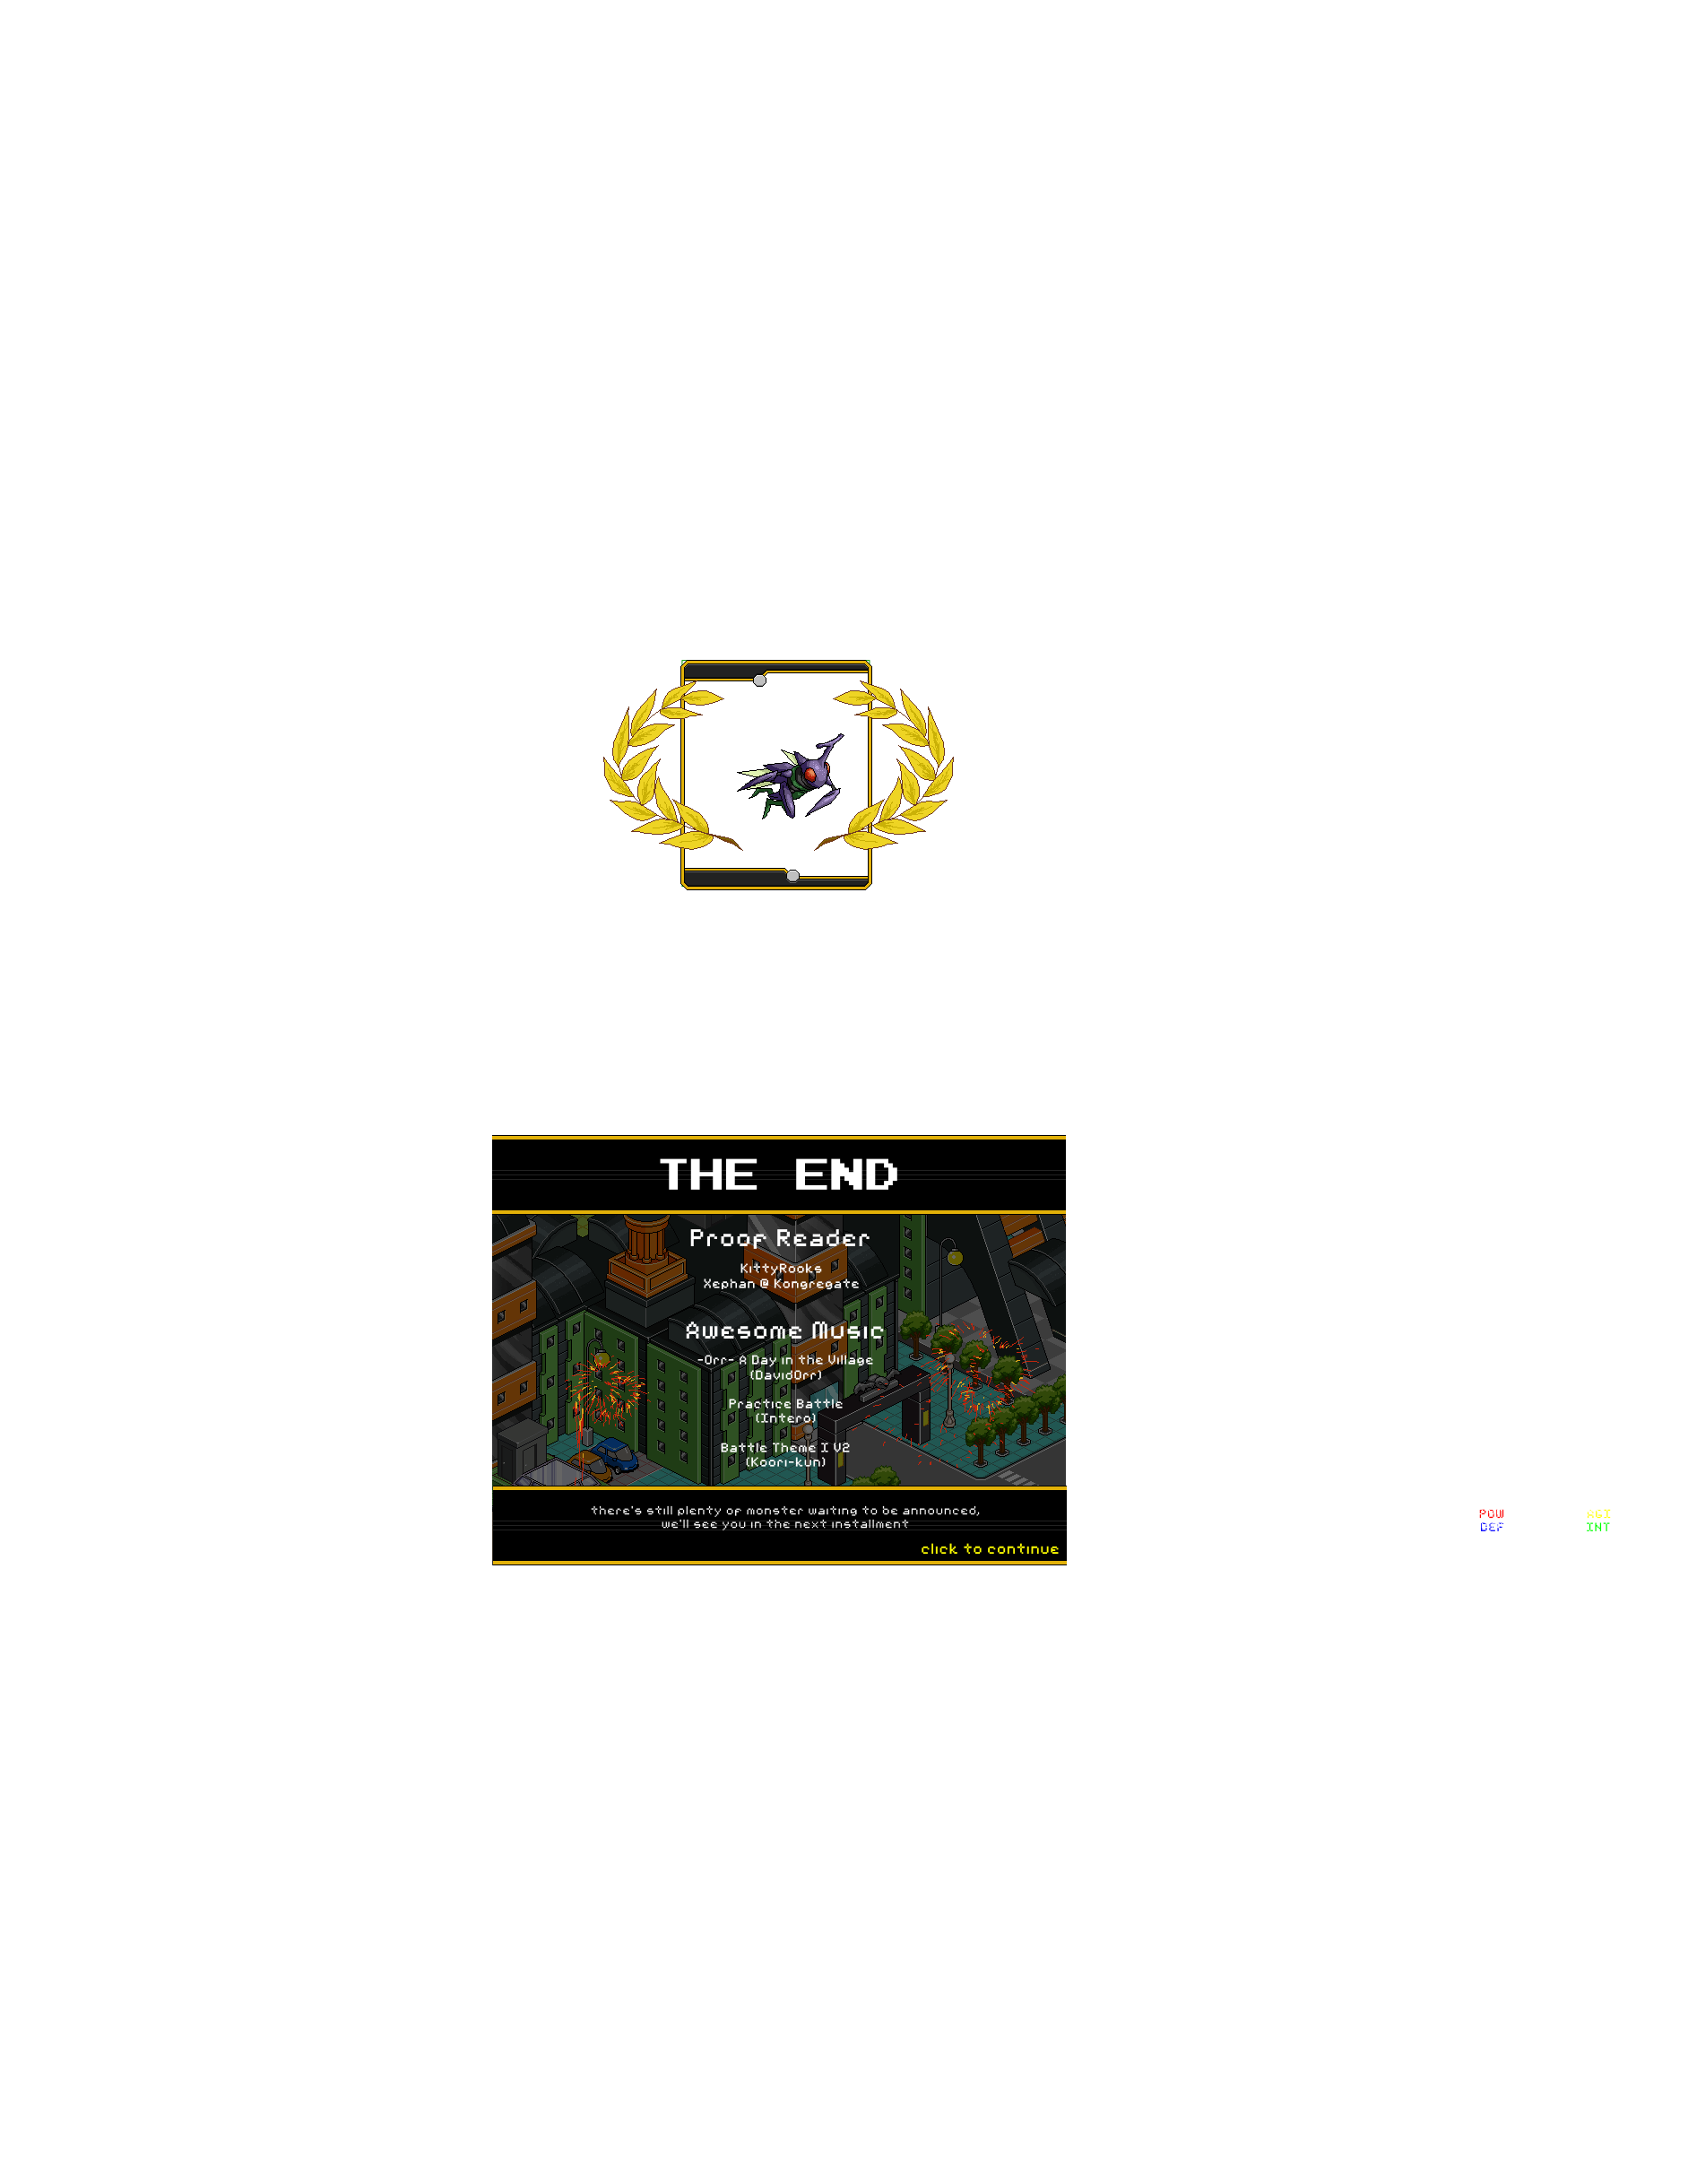 THE END
Proof Reader
KittyRooks
Xephan @ Kongregate
Awesome Music
-Orr- A Day in the Village
(DavidOrr)
Practice Battle
(Intero)
Battle Theme I V2
(Koori-kun)
there's still plenty of monster waiting to be announced,
we'll see you in the next installment
click to continue
POW AGI
DEF INT